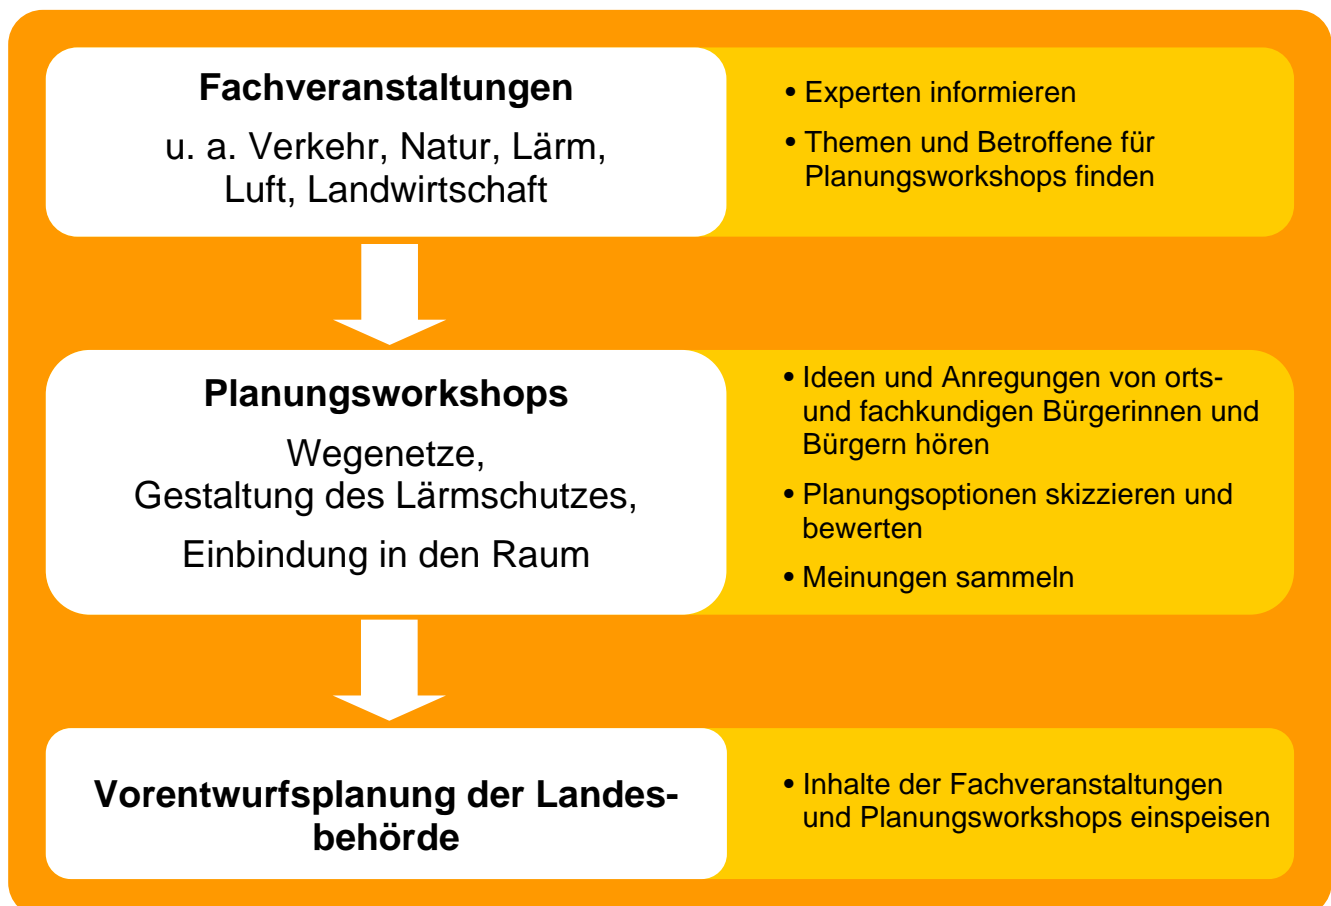 Fachveranstaltungen
u. a. Verkehr, Natur, Lärm,
Luft, Landwirtschaft
• Experten informieren
• Themen und Betroffene für
Planungsworkshops finden
Planungsworkshops
Wegenetze,
Gestaltung des Lärmschutzes,
Einbindung in den Raum
• Ideen und Anregungen von orts-
und fachkundigen Bürgerinnen und
Bürgern hören
• Planungsoptionen skizzieren und
bewerten
• Meinungen sammeln
Vorentwurfsplanung der Landes-
behörde
• Inhalte der Fachveranstaltungen
und Planungsworkshops einspeisen